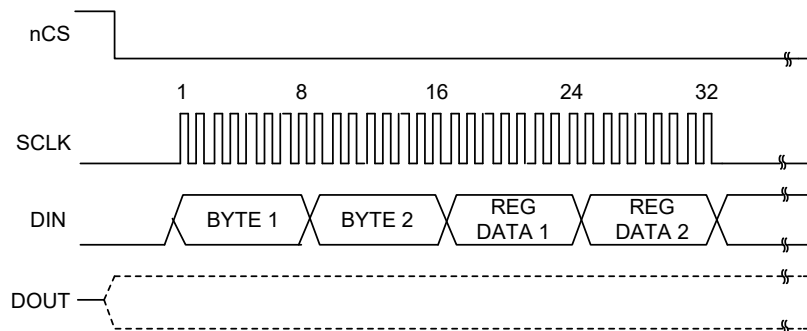 nCS
1 8 16 24 32
SCLK
DIN BYTE 1 BYTE 2 REG DATA 1 REG DATA 2
DOUT